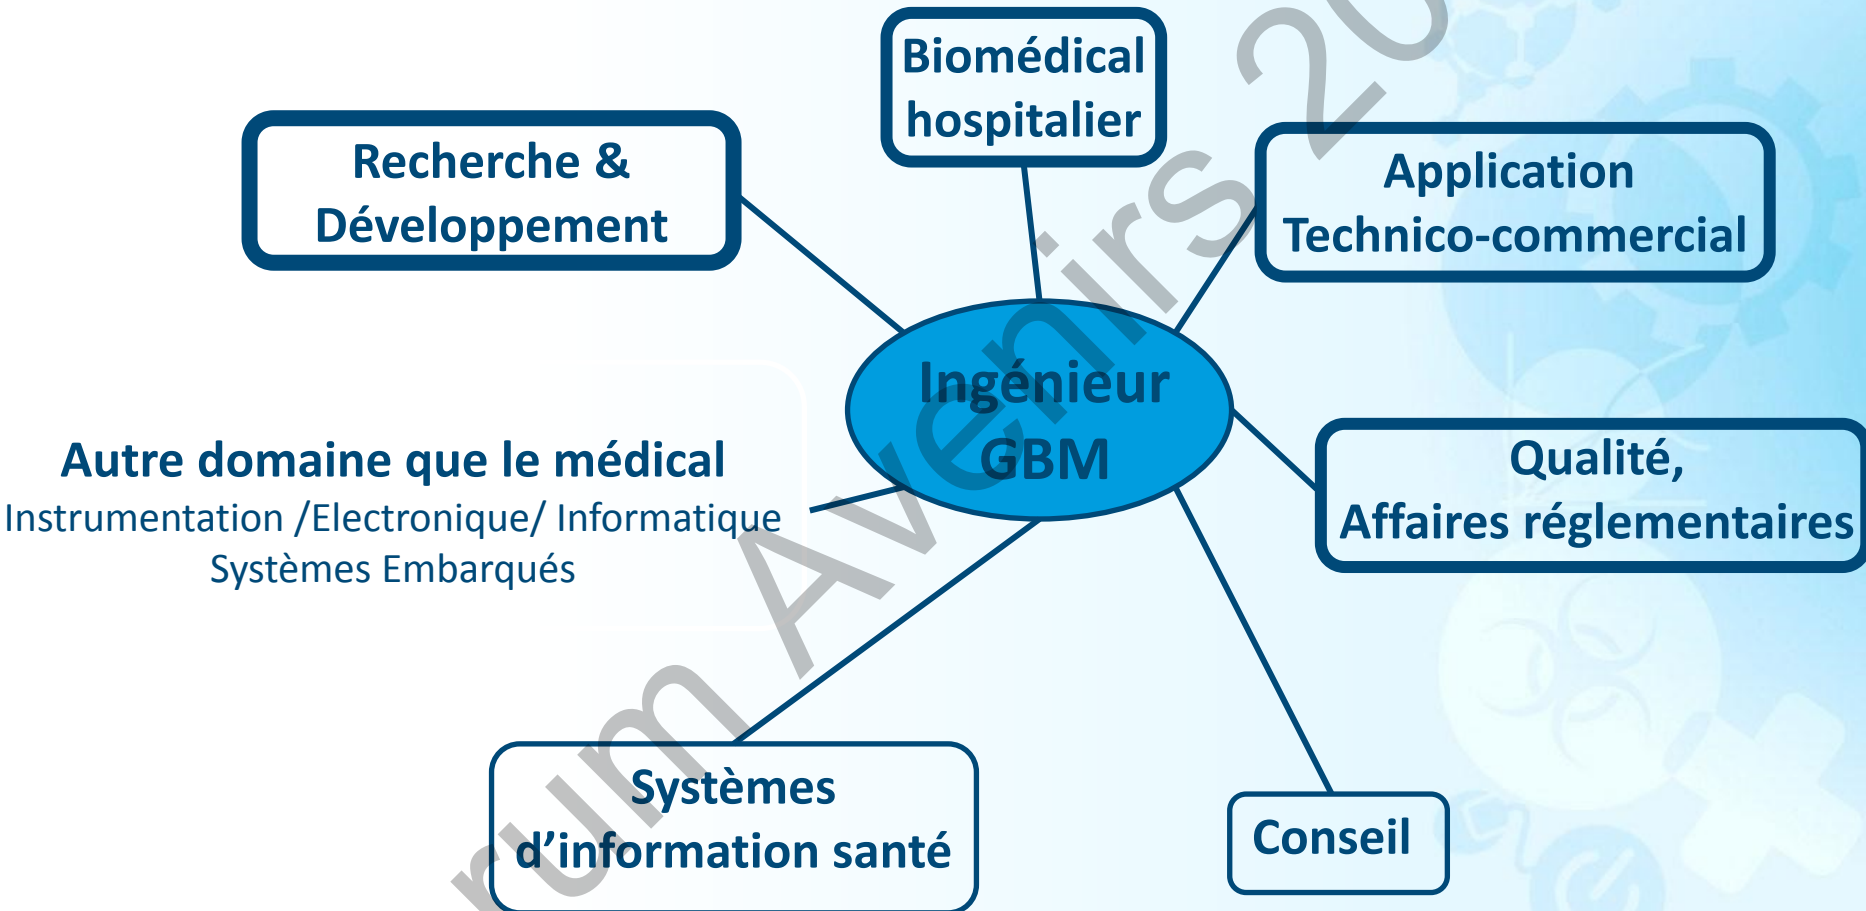 Biomédical
hospitalier
Recherche &
Développement
Application
Technico-commercial
Ingénieur
GBM
Autre domaine que le médical
Instrumentation /Electronique/ Informatique
Systèmes Embarqués
Qualité,
Affaires réglementaires
Systèmes
d’information santé
Conseil
rum Avenirs 20